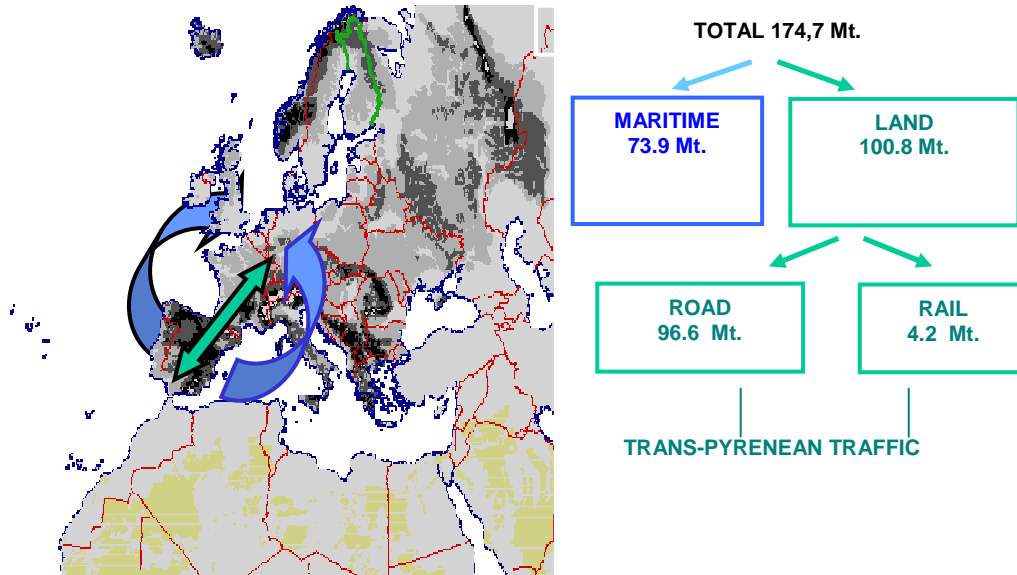 TOTAL 174,7 Mt.
MARITIME
73.9 Mt.
LAND
100.8 Mt.
ROAD
96.6 Mt.
RAIL
4.2 Mt.
TRANS-PYRENEAN TRAFFIC